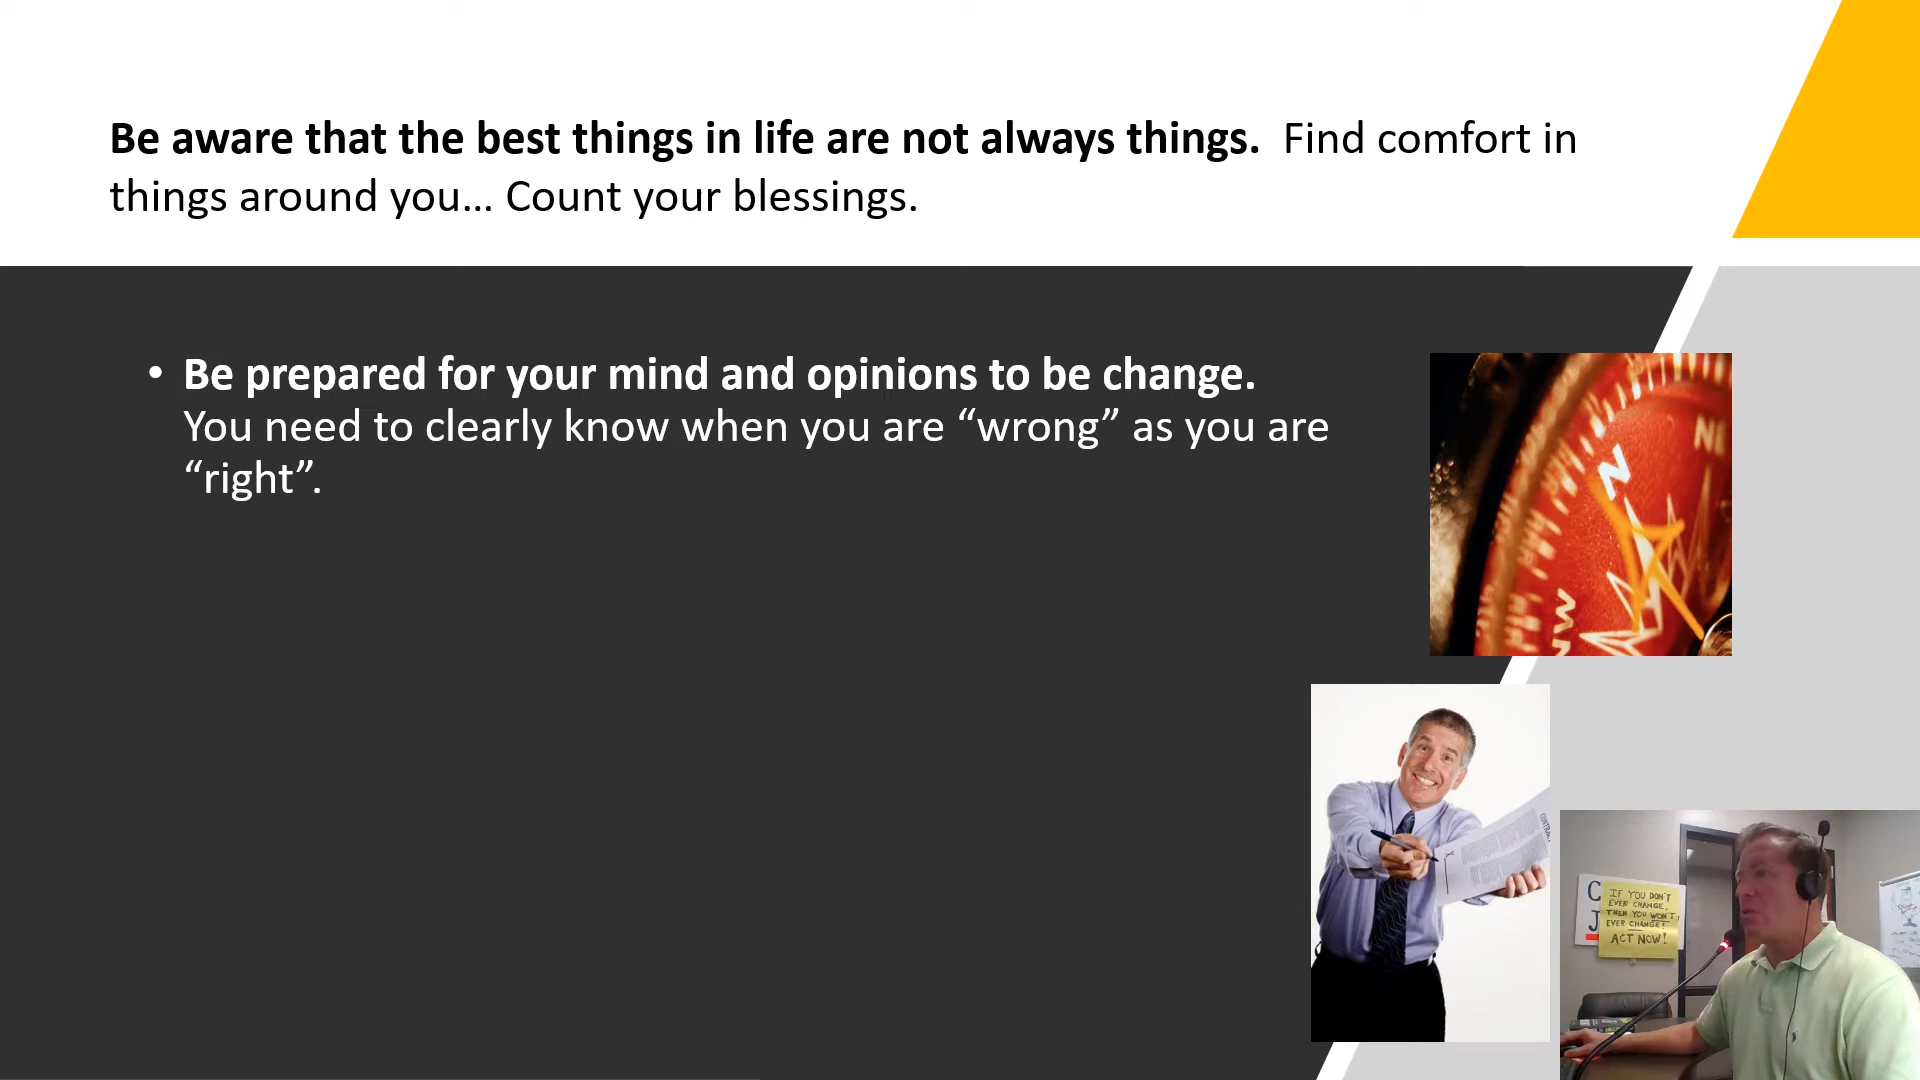 Be aware that the best things in life are not always things.  Find comfort in
things around you… Count your blessings.
• Be prepared for your mind and opinions to be change.
You need to clearly know when you are “wrong” as you are
“right”.
N
NW
CONTRACT
X
C
J
IF YOU DON'T
EVER CHANGE,
THEN YOU WON'T
EVER CHANGE!
ACT NOW!